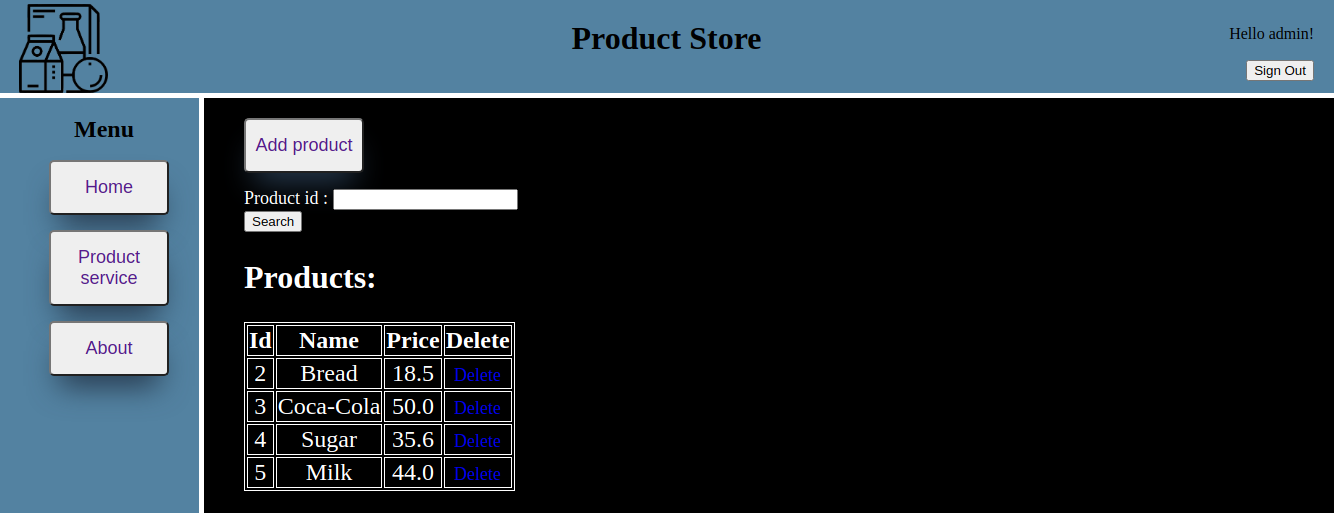 Product Store
Hello admin!
Sign Out
Menu
Home
Product
service
About
Add product
Product id :
Search
Products:
Id Name Price Delete
2 Bread 18.5 Delete
3 Coca-Cola 50.0 Delete
4 Sugar 35.6 Delete
5 Milk 44.0 Delete